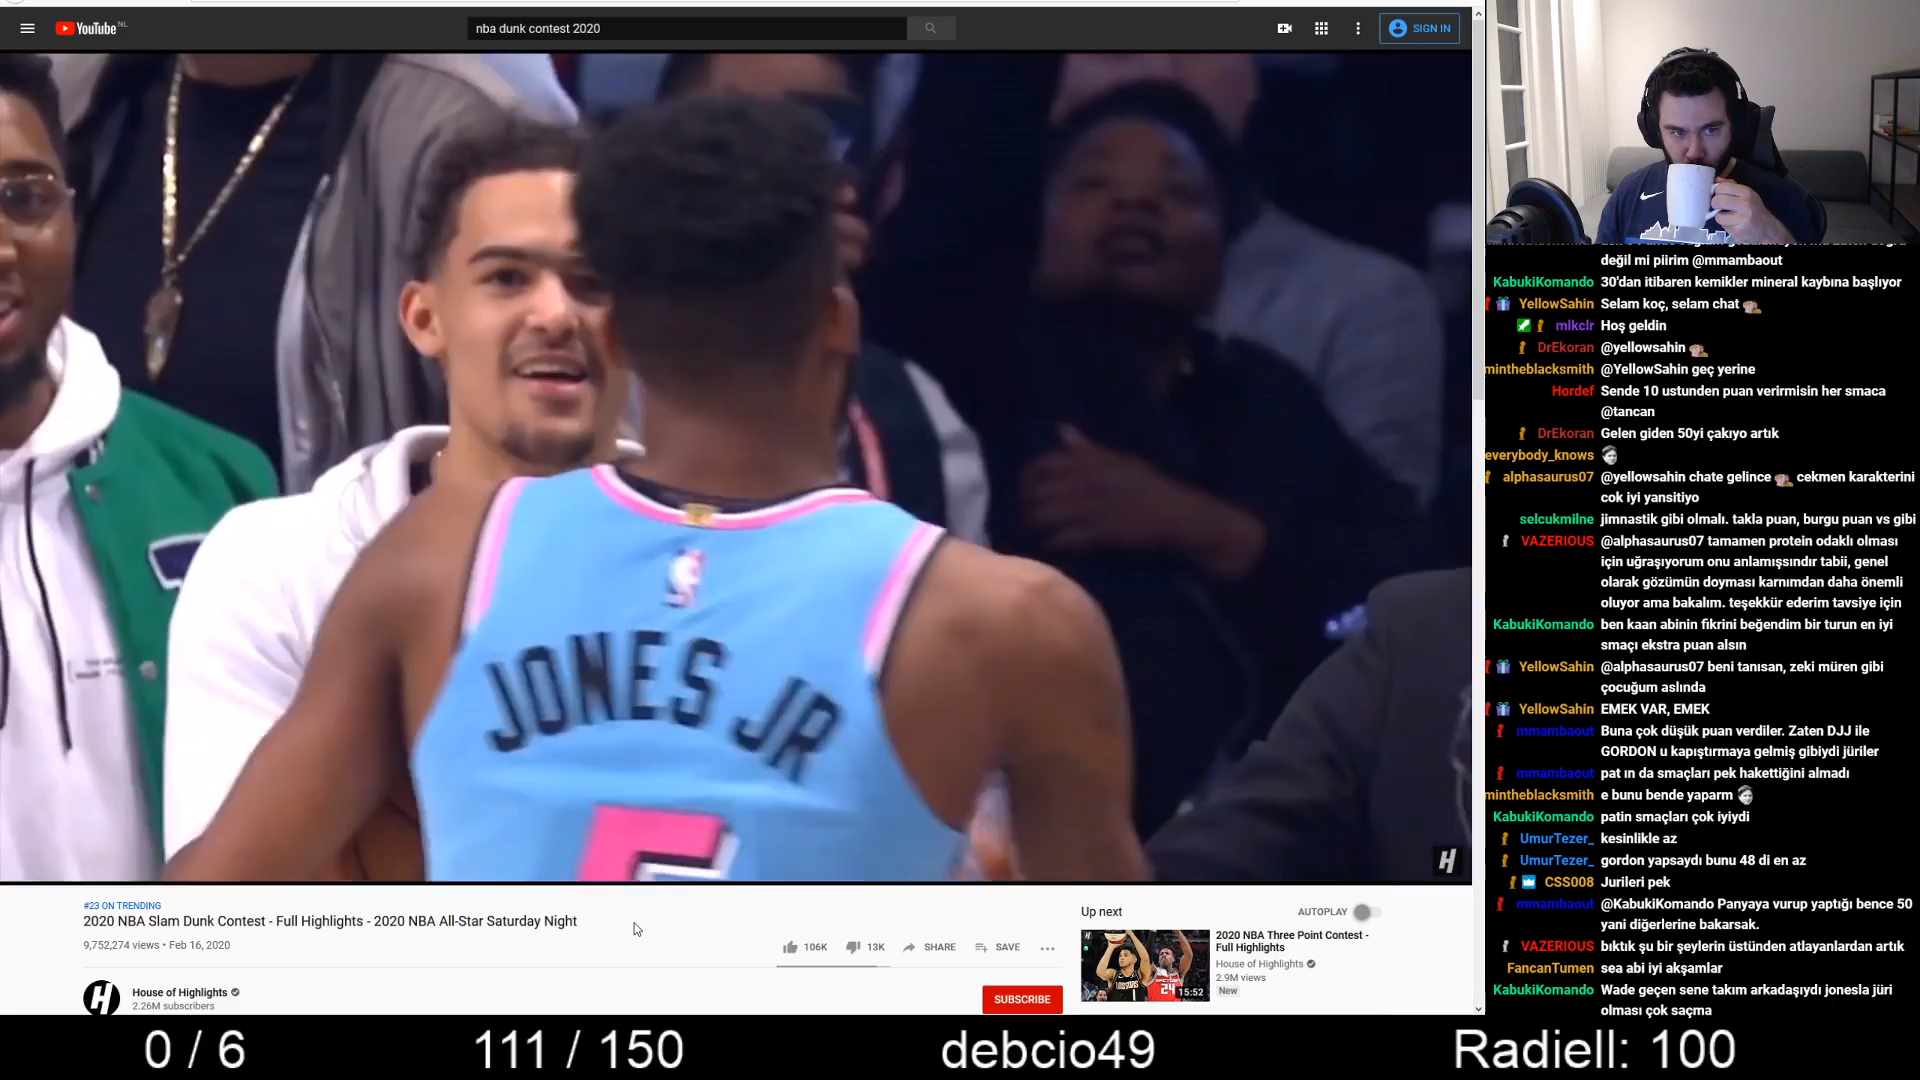 YouTube NL
nba dunk contest 2020
SIGN IN
JONES JR
5
#23 ON TRENDING
2020 NBA Slam Dunk Contest - Full Highlights - 2020 NBA All-Star Saturday Night
9,752,274 views • Feb 16, 2020
106K
13K
SHARE
SAVE
House of Highlights
2.26M subscribers
SUBSCRIBE
Up next
AUTOPLAY
2020 NBA Three Point Contest -
Full Highlights
House of Highlights
2.9M views
New
15:52
değil mi piirim @mmambaout
KabukiKomando 30'dan itibaren kemikler mineral kaybına başlıyor
YellowSahin Selam koç, selam chat
mlkclr Hoş geldin
DrEkoran @yellowsahin
mintheblacksmith @YellowSahin geç yerine
Hordef Sende 10 ustunden puan verirmisin her smaca
@tancan
DrEkoran Gelen giden 50yi çakıyo artık
everybody_knows
alphasaurus07 @yellowsahin chate gelince cekmen karakterini
cok iyi yansitiyo
selcukmilne jimnastik gibi olmalı. takla puan, burgu puan vs gibi
VAZERIOUS @alphasaurus07 tamamen protein odaklı olması
için uğraşıyorum onu anlamışsındır tabii, genel
olarak gözümün doyması karnımdan daha önemli
oluyor ama bakalım. teşekkür ederim tavsiye için
KabukiKomando ben kaan abinin fikrini beğendim bir turun en iyi
smaçı ekstra puan alsın
YellowSahin @alphasaurus07 beni tanısan, zeki müren gibi
çocuğum aslında
YellowSahin EMEK VAR, EMEK
mmambaout Buna çok düşük puan verdiler. Zaten DJJ ile
GORDON u kapıştırmaya gelmiş gibiydi jüriler
mmambaout pat ın da smaçları pek hakettiğini almadı
mintheblacksmith e bunu bende yaparm
KabukiKomando patin smaçları çok iyiydi
UmurTezer_ kesinlikle az
UmurTezer_ gordon yapsaydı bunu 48 di en az
CSS008 Jurileri pek
mmambaout @KabukiKomando Panyaya vurup yaptığı bence 50
yani diğerlerine bakarsak.
VAZERIOUS bıktık şu bir şeylerin üstünden atlayanlardan artık
FancanTumen sea abi iyi akşamlar
KabukiKomando Wade geçen sene takım arkadaşıydı jonesla jüri
olması çok saçma
0 / 6
111 / 150
debcio49
Radiell: 100